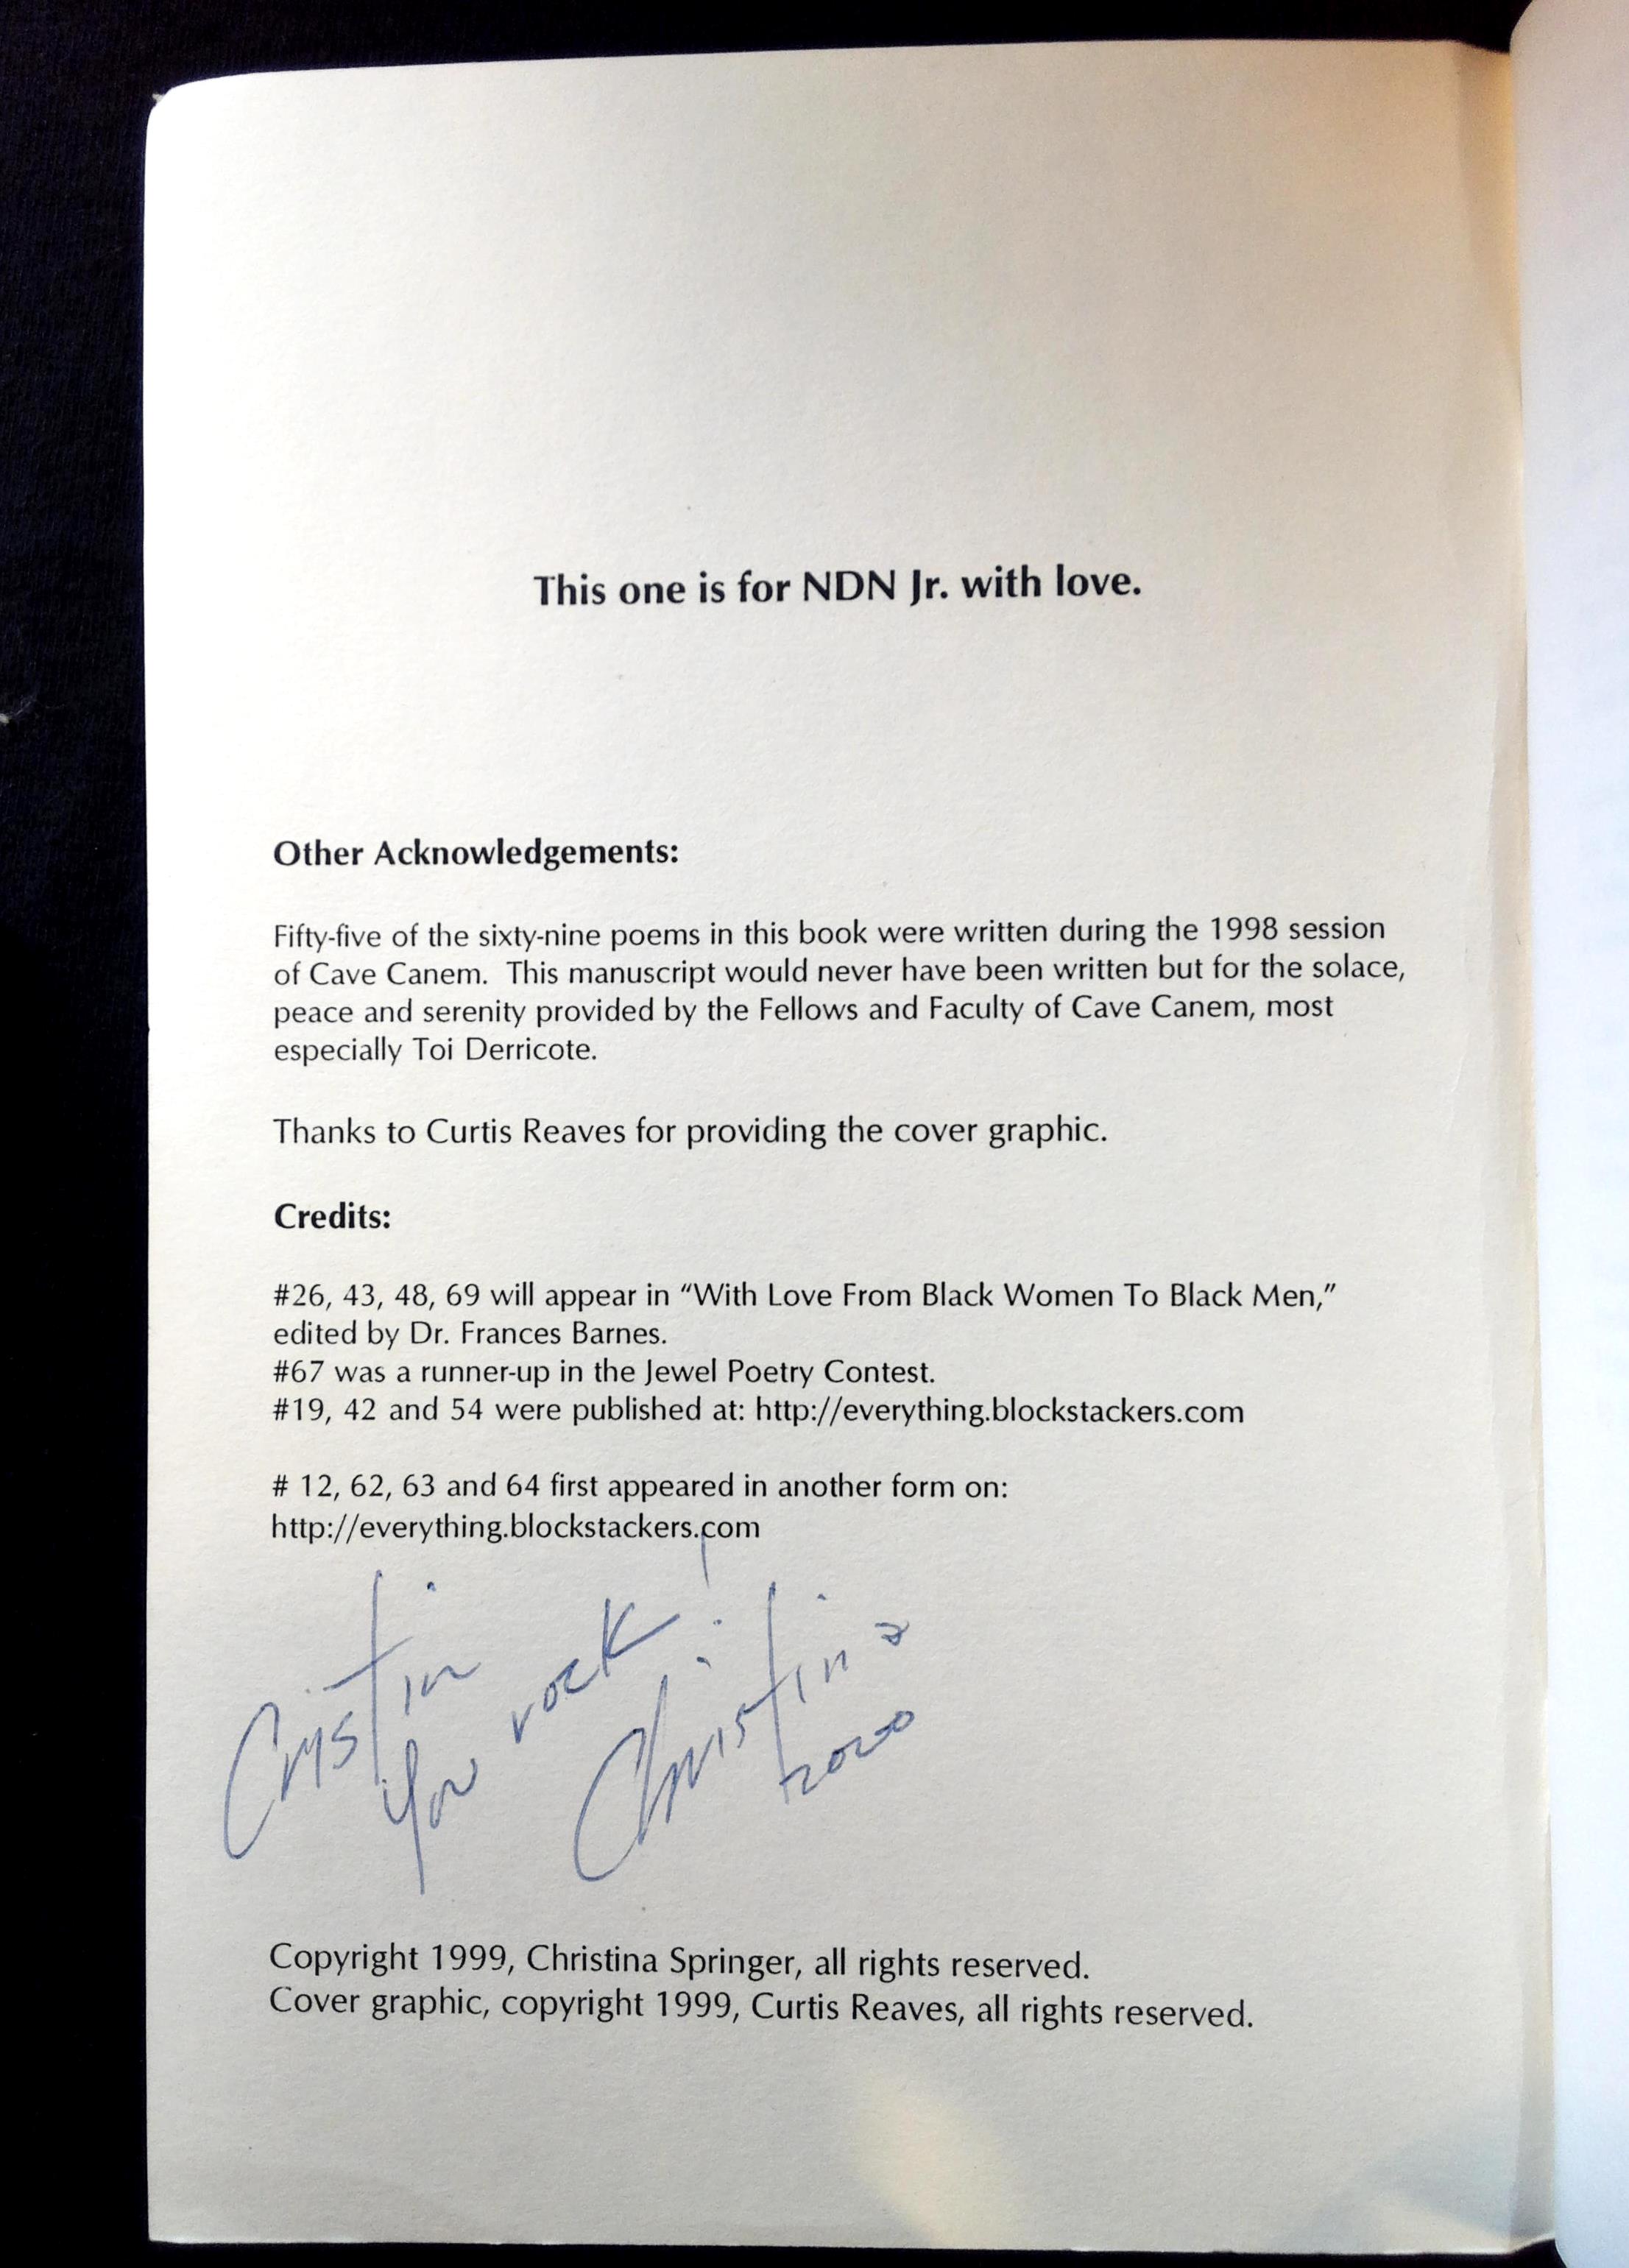 This one is for NDN Jr. with love.
Other Acknowledgements:
Fifty-five of the sixty-nine poems in this book were written during the 1998 session
of Cave Canem. This manuscript would never have been written but for the solace,
peace and serenity provided by the Fellows and Faculty of Cave Canem, most
especially Toi Derricote.
Thanks to Curtis Reaves for providing the cover graphic.
Credits:
#26, 43, 48, 69 will appear in “With Love From Black Women To Black Men,”
edited by Dr. Frances Barnes.
#67 was a runner-up in the Jewel Poetry Contest.
#19, 42 and 54 were published at: http://everything.blockstackers.com
# 12, 62, 63 and 64 first appeared in another form on:
http://everything.blockstackers.com
Cristin
You rock!
Christina
2000
Copyright 1999, Christina Springer, all rights reserved.
Cover graphic, copyright 1999, Curtis Reaves, all rights reserved.